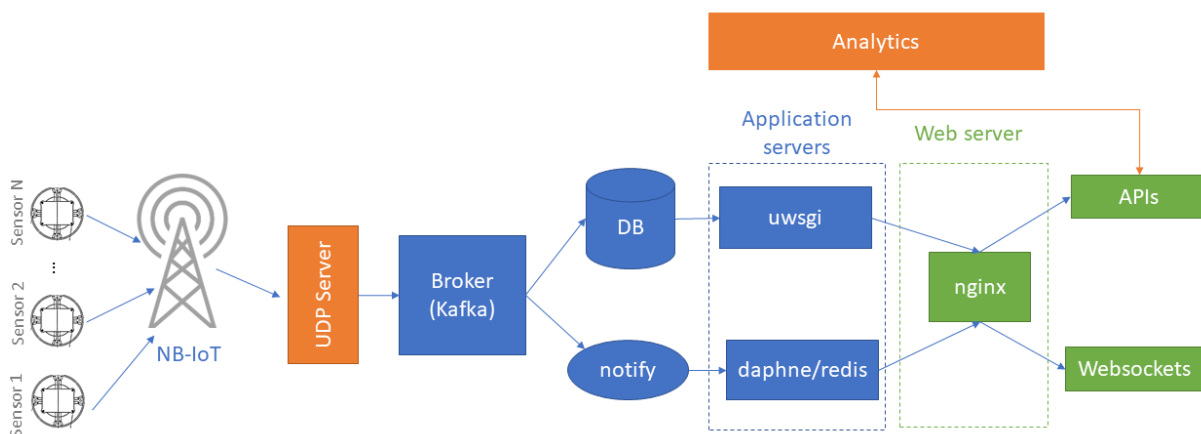 Analytics
Application
servers
Web server
Sensor N
...
Sensor 2
Sensor 1
NB-IoT
UDP Server
Broker
(Kafka)
DB
notify
uwsgi
daphne/redis
nginx
APIs
Websockets